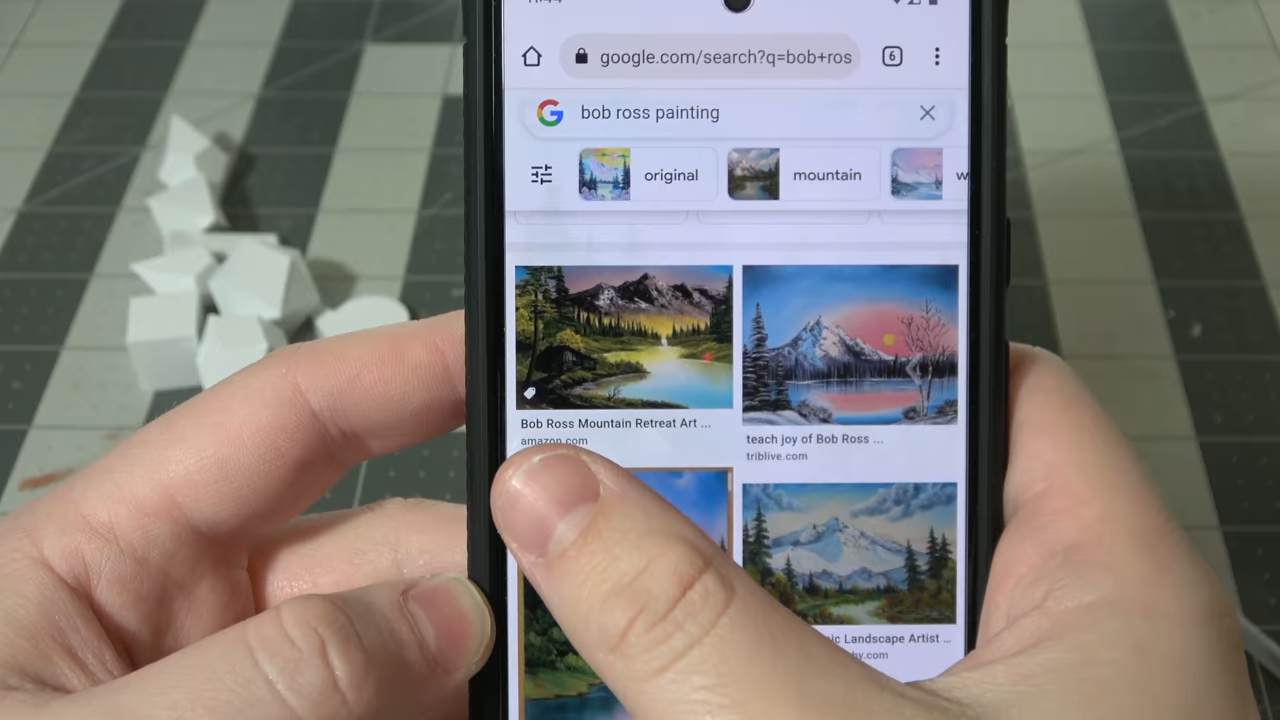 google.com/search?q=bob+ros
6
bob ross painting
original
mountain
w
Bob Ross Mountain Retreat Art ...
amazon.com
teach joy of Bob Ross ...
triblive.com
Landscape Artist ...